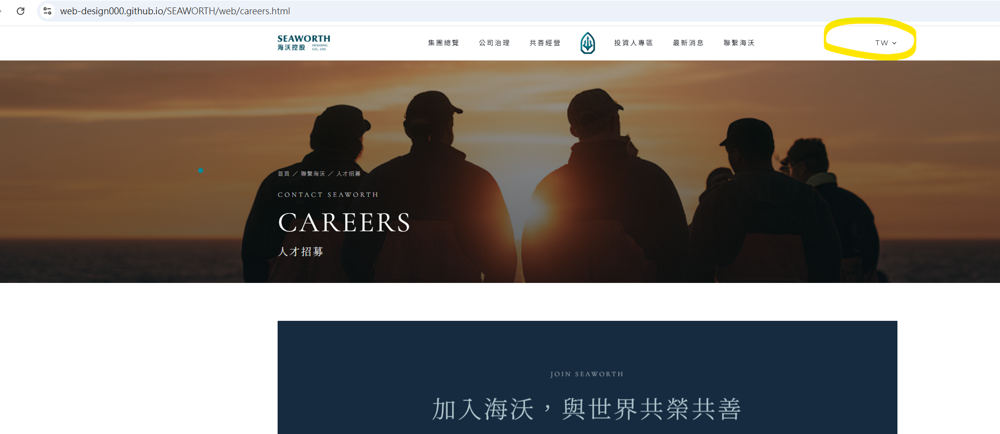 web-design000.github.io/SEAWORTH/web/careers.html
SEAWORTH
海沃控股 HOLDING CO., LTD.
集團總覽 公司治理 共善經營 投資人專區 最新消息 聯繫海沃 TW
首頁 ／ 聯繫海沃 ／ 人才招募
CONTACT SEAWORTH
CAREERS
人才招募
JOIN SEAWORTH
加入海沃，與世界共榮共善